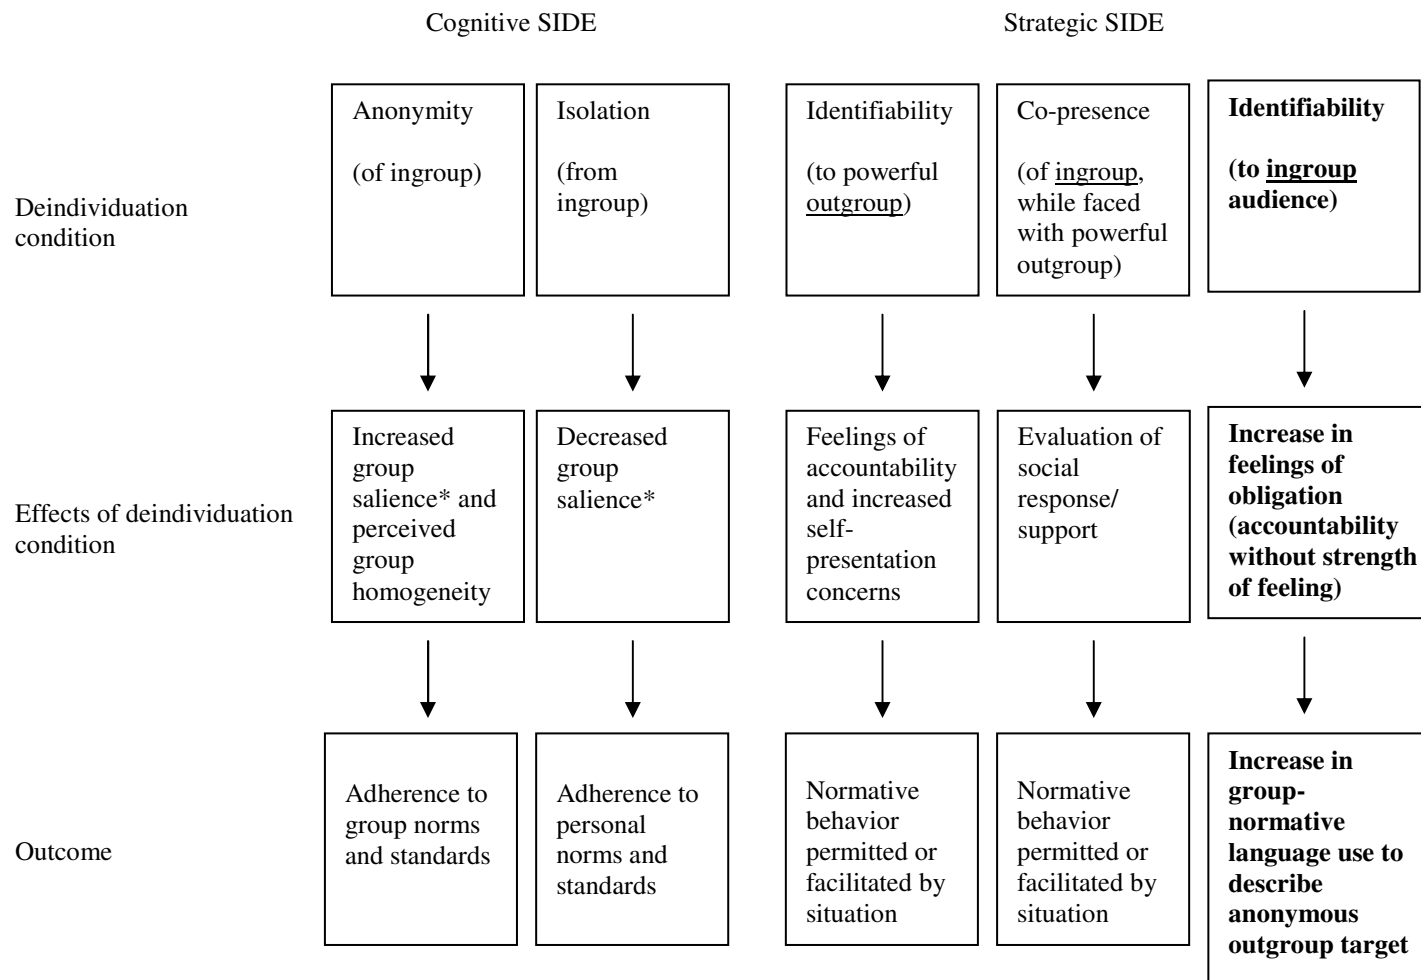 Cognitive SIDE
Strategic SIDE
Deindividuation
condition
Anonymity
(of ingroup)
Isolation
(from
ingroup)
Identifiability
(to powerful
outgroup)
Co-presence
(of ingroup,
while faced
with powerful
outgroup)
Identifiability
(to ingroup
audience)
Effects of deindividuation
condition
Increased
group
salience* and
perceived
group
homogeneity
Decreased
group
salience*
Feelings of
accountability
and increased
self-
presentation
concerns
Evaluation of
social
response/
support
Increase in
feelings of
obligation
(accountability
without strength
of feeling)
Outcome
Adherence to
group norms
and standards
Adherence to
personal
norms and
standards
Normative
behavior
permitted or
facilitated by
situation
Normative
behavior
permitted or
facilitated by
situation
Increase in
group-
normative
language use to
describe
anonymous
outgroup target